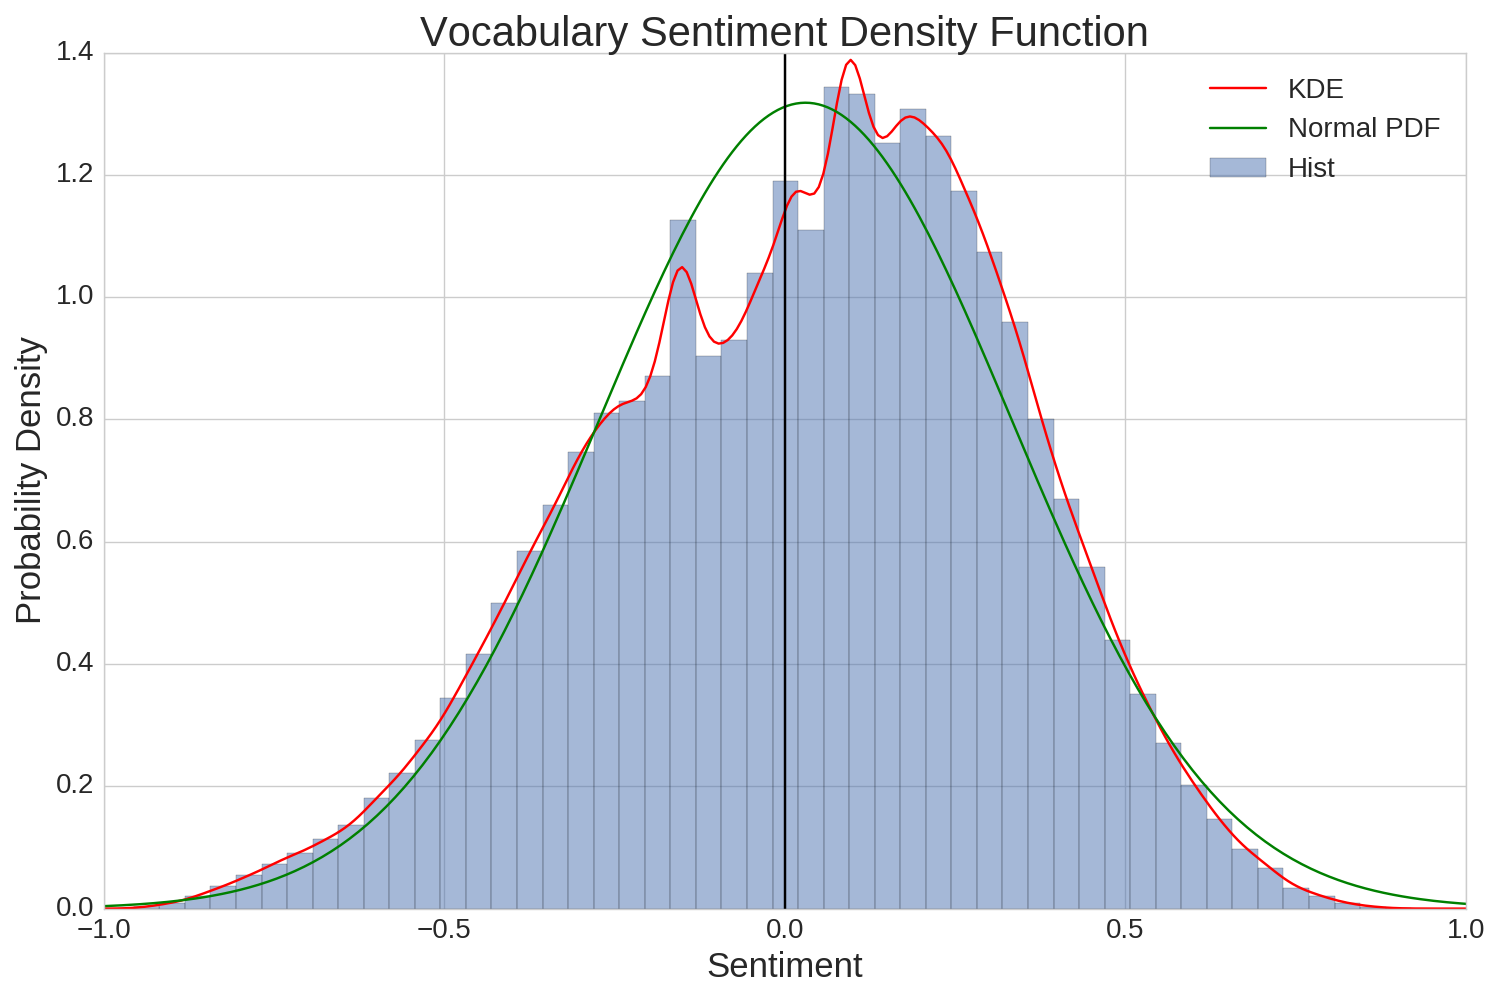 Vocabulary Sentiment Density Function
KDE
Normal PDF
Hist
Probability Density
1.4
1.2
1.0
0.8
0.6
0.4
0.2
0.0
−1.0
−0.5
0.0
0.5
1.0
Sentiment